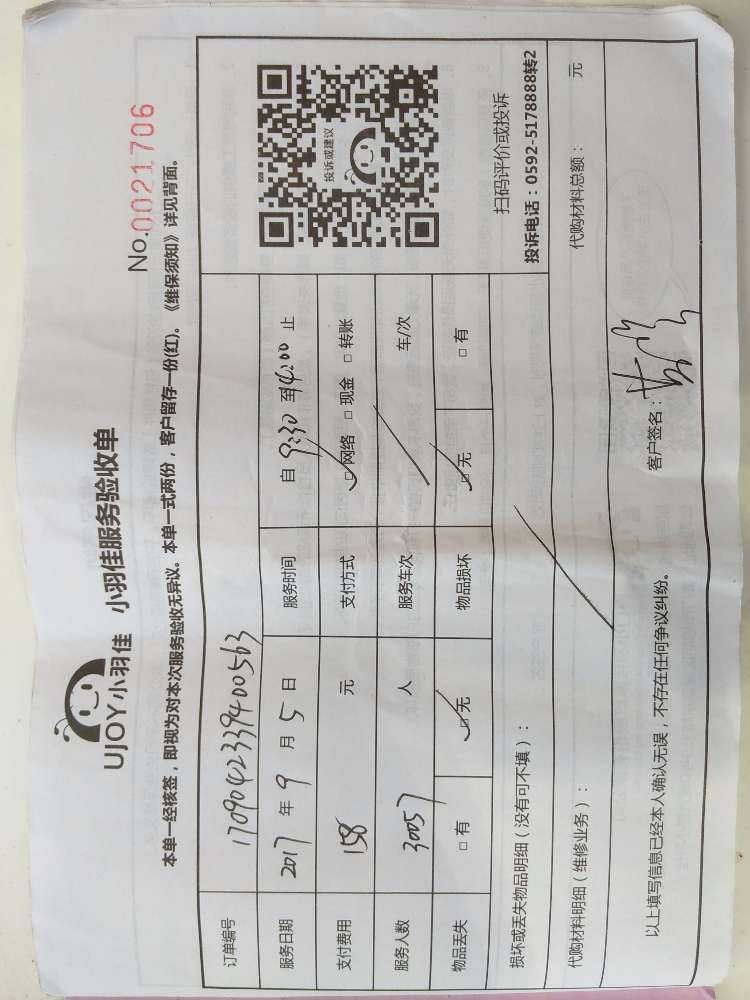 UJOY小羽佳 小羽佳服务验收单
No.0021706
本单一经核签，即视为对本次服务验收无异议。本单一式两份，客户留存一份(红)。《维保须知》详见背面。
订单编号 1709042339400563
服务日期 2017 年 9 月 5 日 服务时间 自 9:30 至 14:00 止
支付费用 158 元 支付方式 网络 □ 现金 □ 转账
服务人数 30057 人 服务车次 车/次
物品丢失 □ 有 □ 无 物品损坏 □ 无 □ 有
投诉或建议
扫码评价或投诉
投诉电话：0592-5178888转2
损坏或丢失物品明细（没有可不填）：
代购材料明细（维修业务）： 代购材料总额： 元
以上填写信息已经本人确认无误，不存在任何争议纠纷。 客户签名：